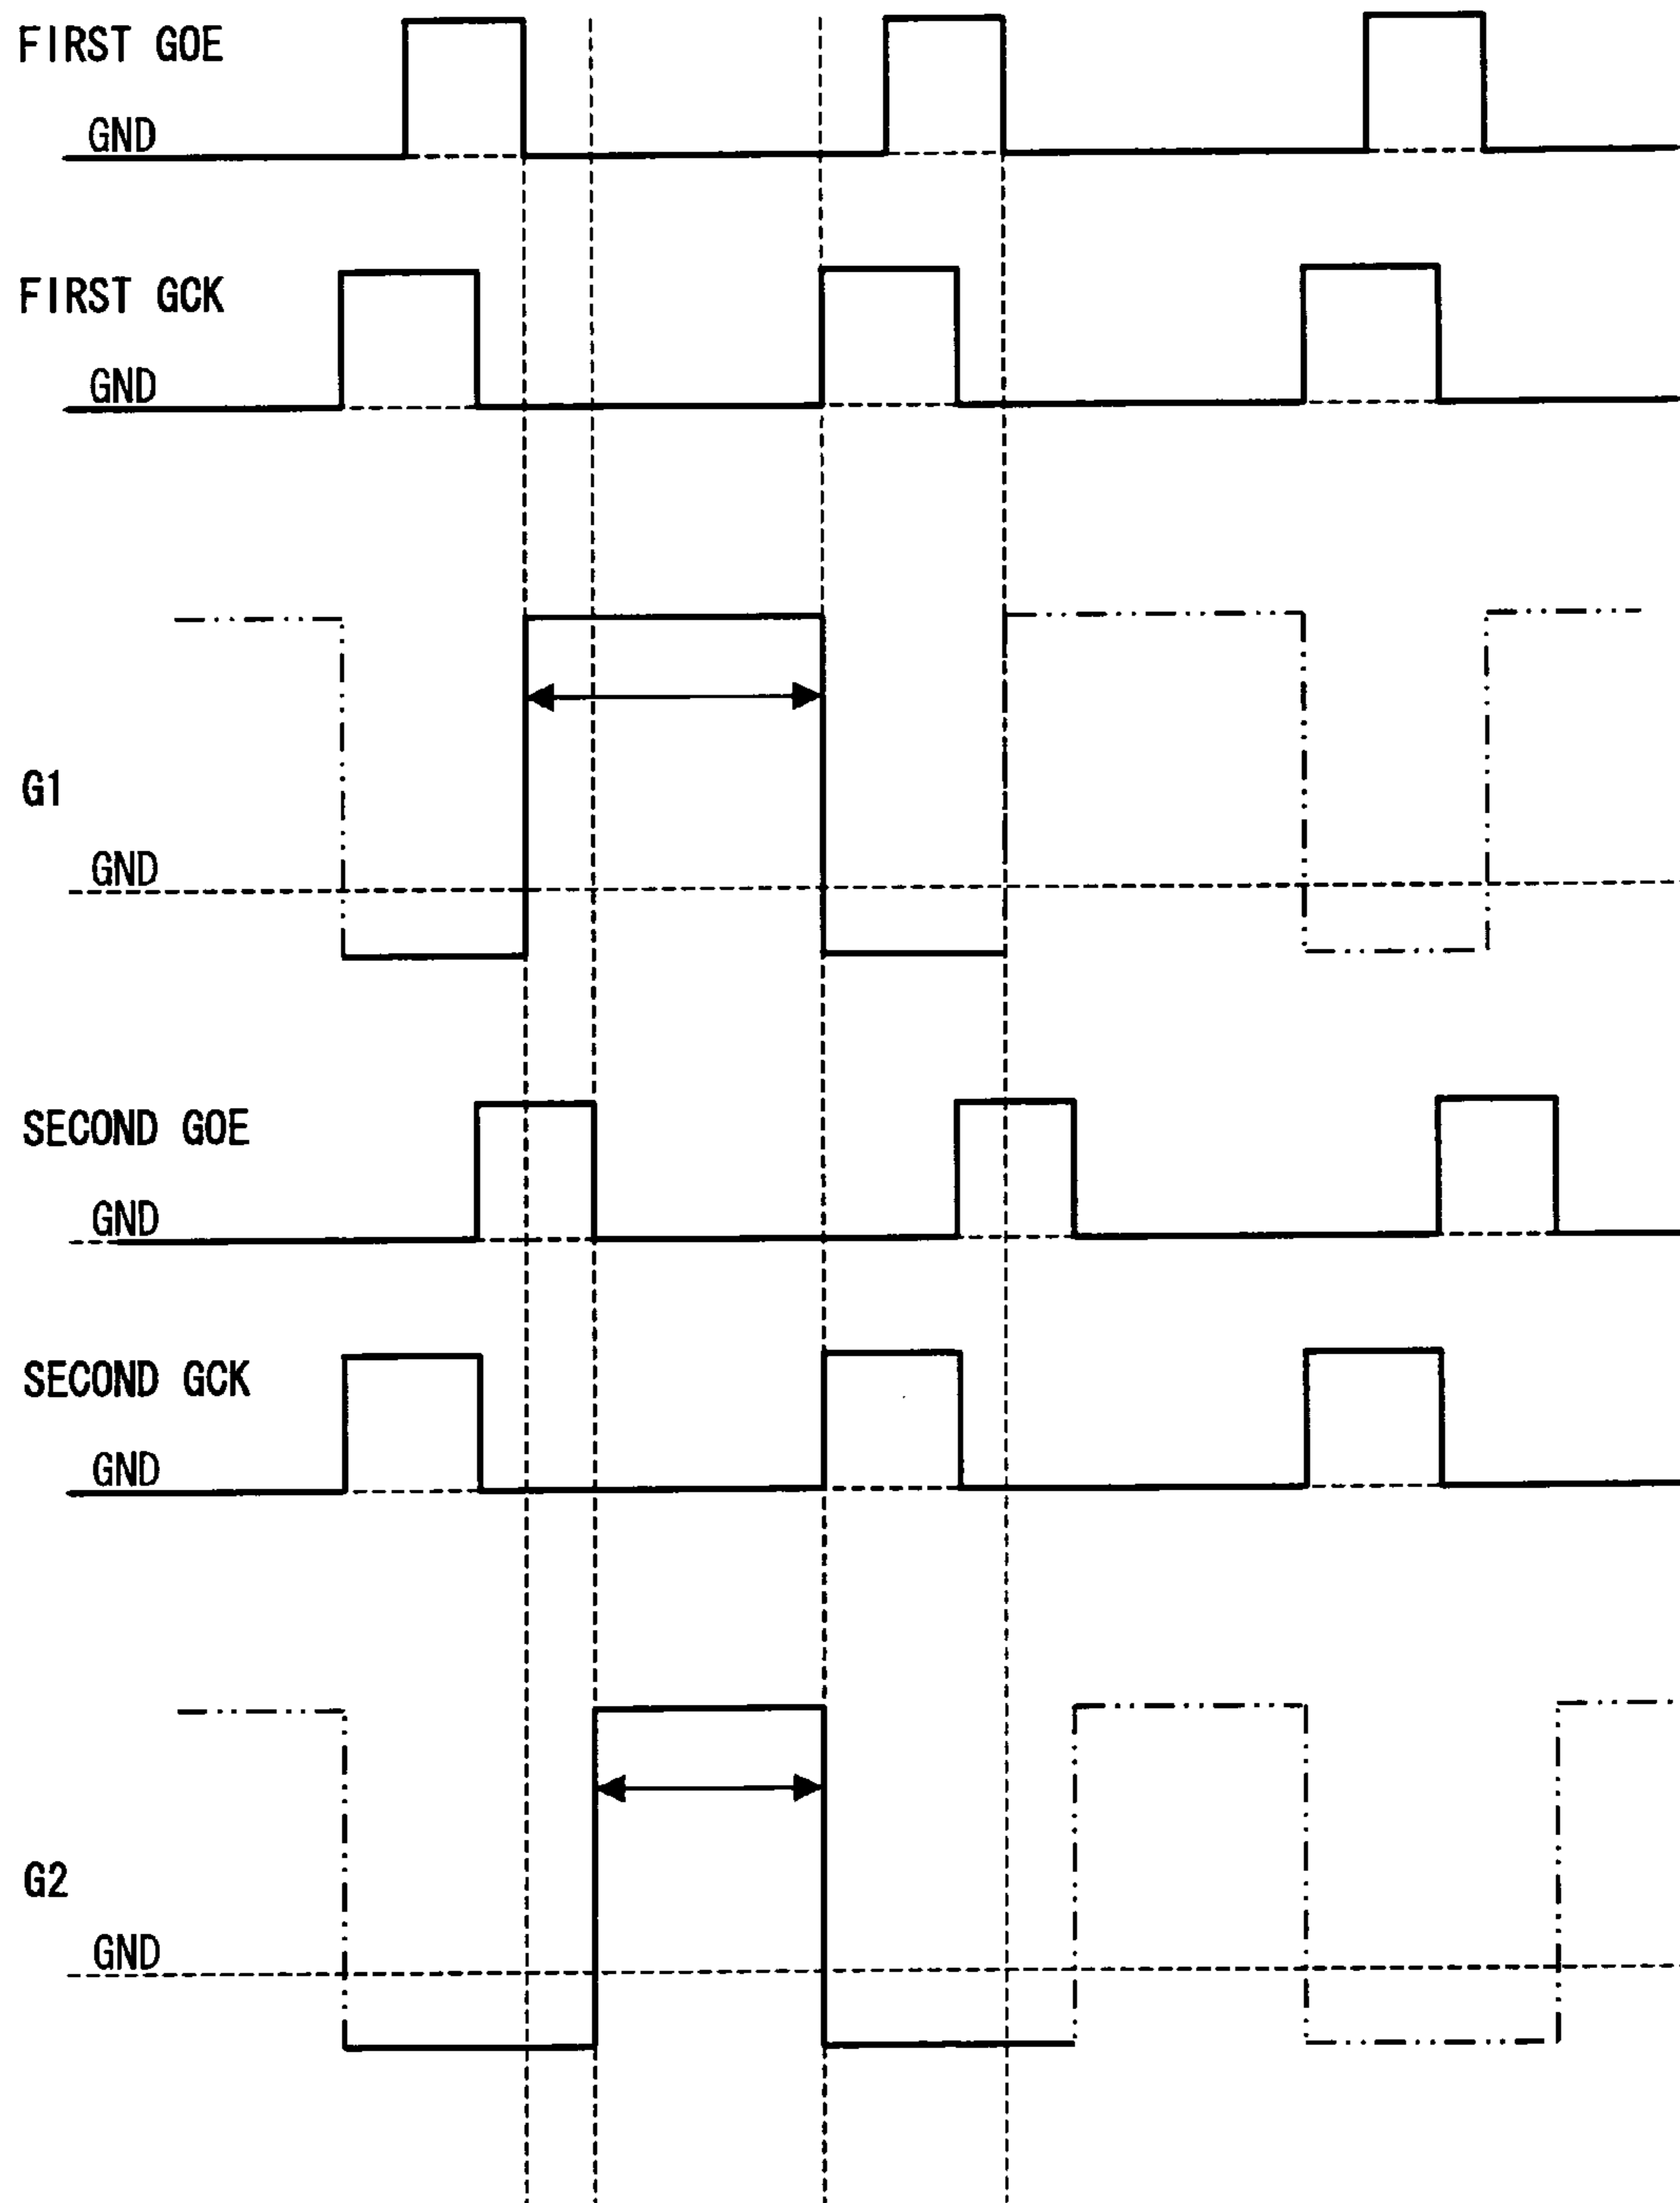 FIRST GOE
GND
FIRST GCK
GND
G1
GND
SECOND GOE
GND
SECOND GCK
GND
G2
GND